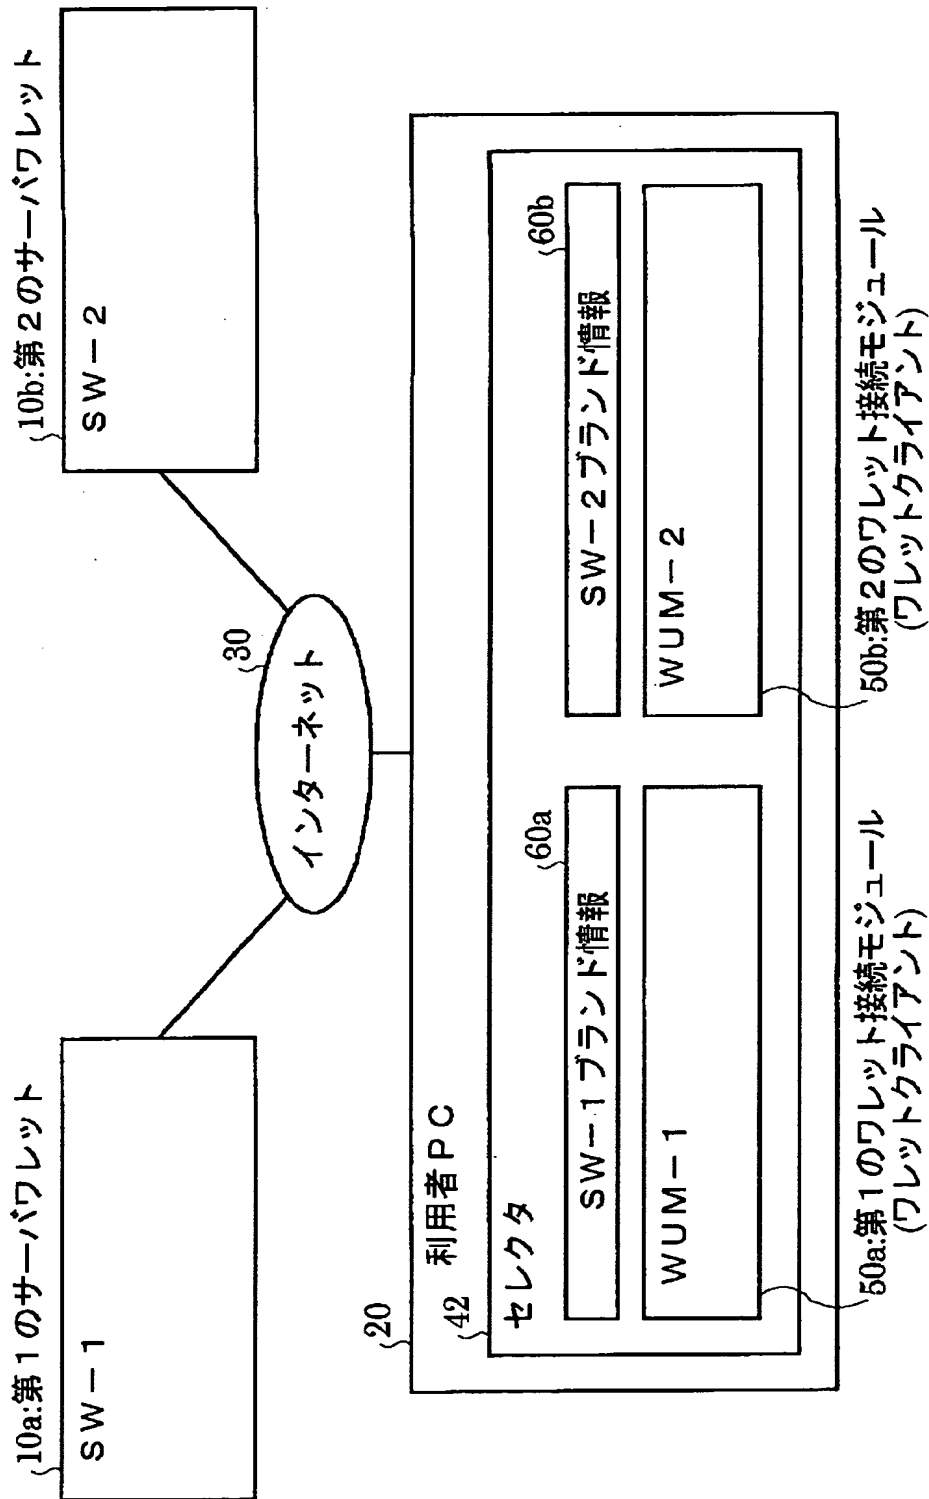 10a:第1のサーバワレット
SW－1
10b:第2のサーバワレット
SW－2
30
インターネット
20
利用者PC
42
セレクタ
60a
SW－1ブランド情報
WUM－1
60b
SW－2ブランド情報
WUM－2
50a:第1のワレット接続モジュール
(ワレットクライアント)
50b:第2のワレット接続モジュール
(ワレットクライアント)